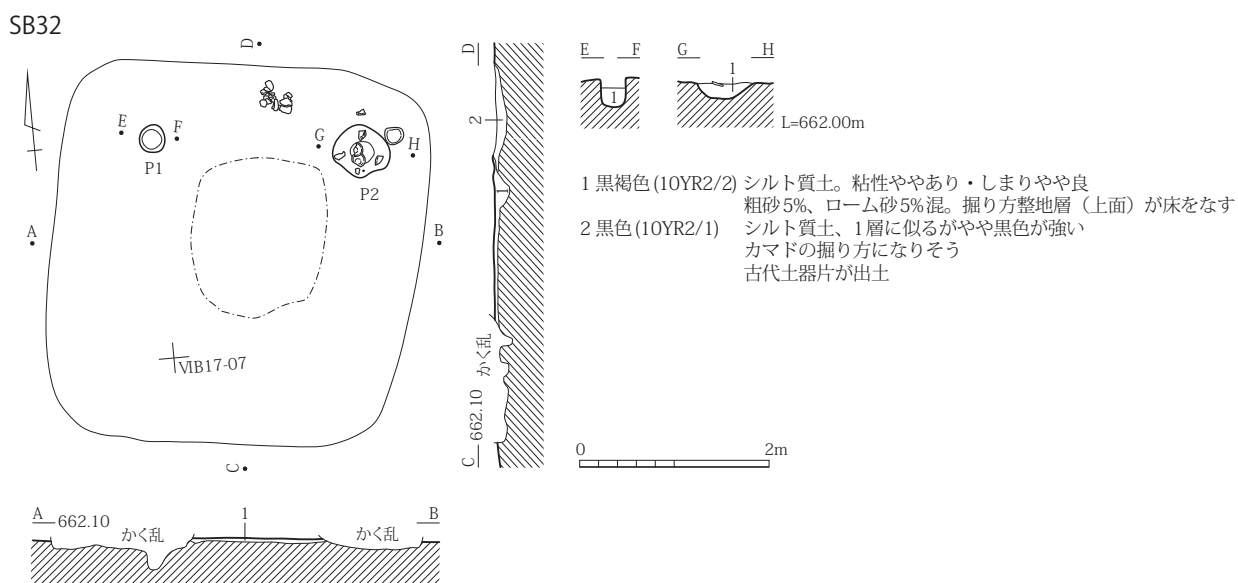 SB32
D
E
F
P1
G
H
P2
A
B
ⅥB17-07
C
D
2
1
かく乱
662.10
C
A
662.10
かく乱
1
かく乱
B
E
F
1
G
H
1
L=662.00m
1 黒褐色(10YR2/2) シルト質土。粘性ややあり・しまりやや良
粗砂5%、ローム砂5%混。掘り方整地層（上面）が床をなす
2 黒色(10YR2/1) シルト質土、1層に似るがやや黒色が強い
カマドの掘り方になりそう
古代土器片が出土
0
2m